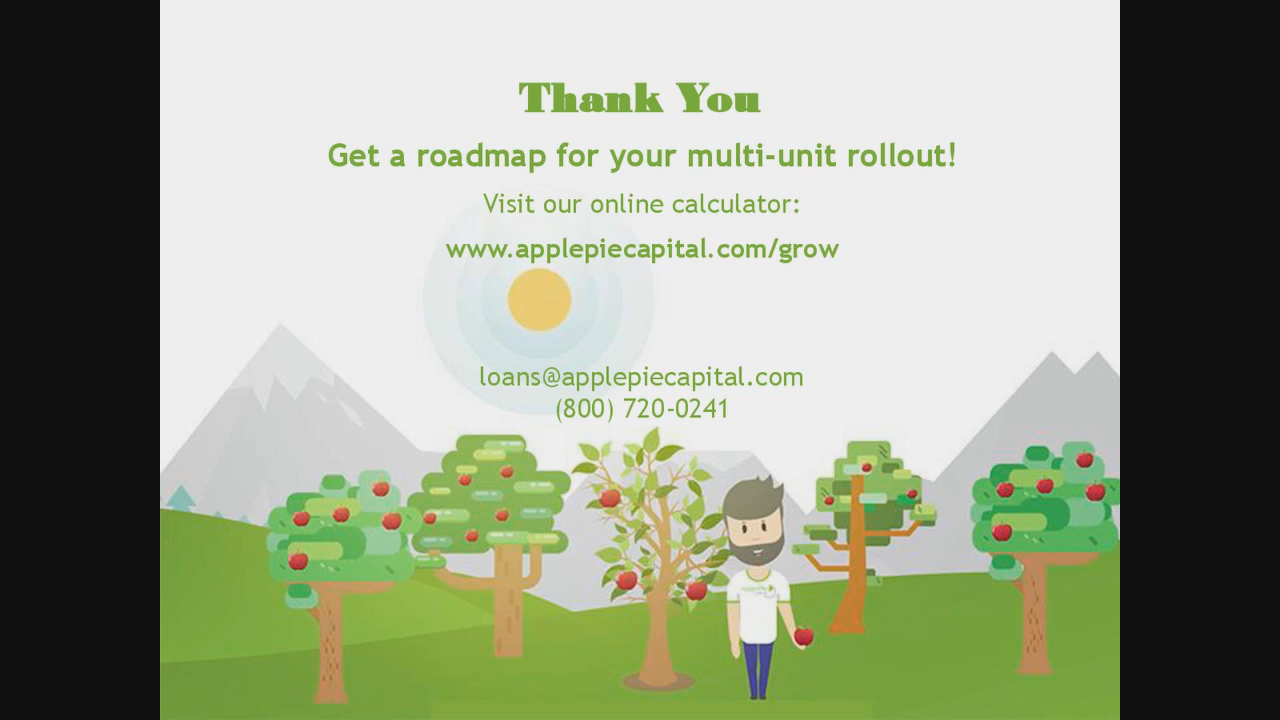 Thank You
Get a roadmap for your multi-unit rollout!
Visit our online calculator:
www.applepiecapital.com/grow
loans@applepiecapital.com
(800) 720-0241